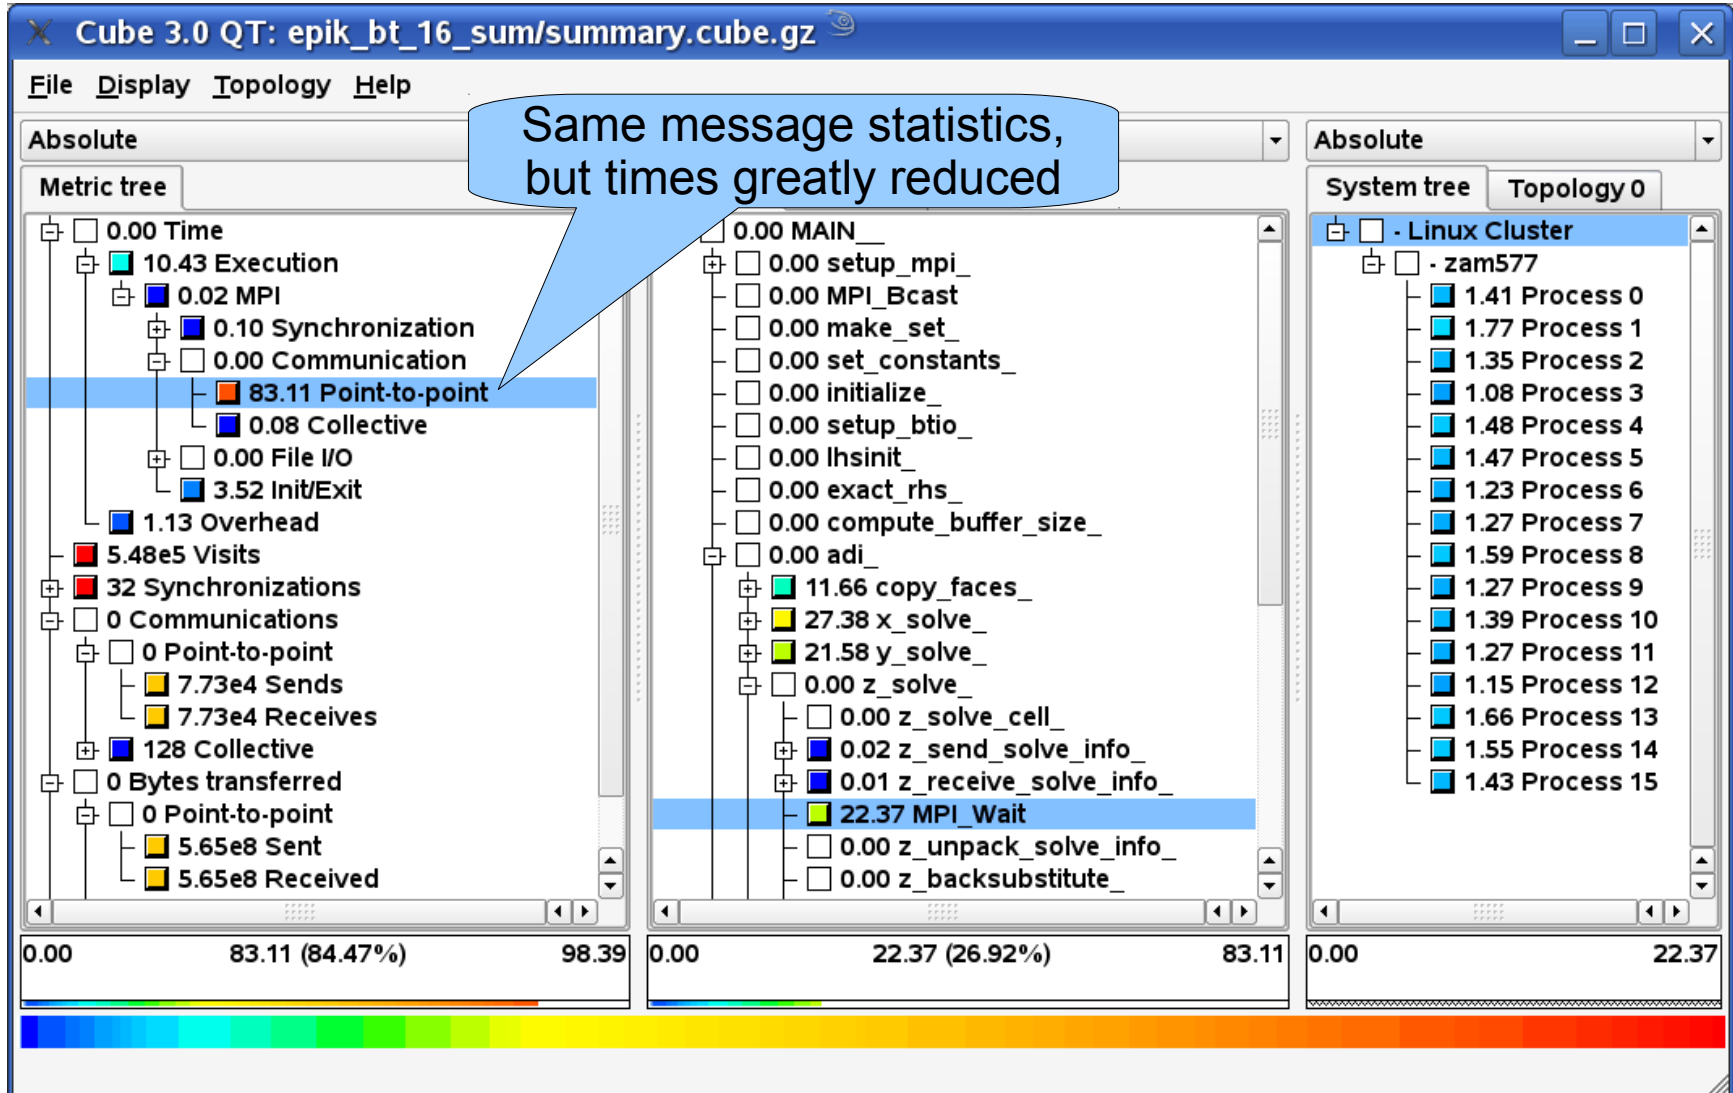 Cube 3.0 QT: epik_bt_16_sum/summary.cube.gz
File Display Topology Help
Same message statistics,
but times greatly reduced
Absolute
Metric tree
0.00 Time
10.43 Execution
0.02 MPI
0.10 Synchronization
0.00 Communication
83.11 Point-to-point
0.08 Collective
0.00 File I/O
3.52 Init/Exit
1.13 Overhead
5.48e5 Visits
32 Synchronizations
0 Communications
0 Point-to-point
7.73e4 Sends
7.73e4 Receives
128 Collective
0 Bytes transferred
0 Point-to-point
5.65e8 Sent
5.65e8 Received
0.00 83.11 (84.47%) 98.39
0.00 MAIN__
0.00 setup_mpi_
0.00 MPI_Bcast
0.00 make_set_
0.00 set_constants_
0.00 initialize_
0.00 setup_btio_
0.00 lhsinit_
0.00 exact_rhs_
0.00 compute_buffer_size_
0.00 adi_
11.66 copy_faces_
27.38 x_solve_
21.58 y_solve_
0.00 z_solve_
0.00 z_solve_cell_
0.02 z_send_solve_info_
0.01 z_receive_solve_info_
22.37 MPI_Wait
0.00 z_unpack_solve_info_
0.00 z_backsubstitute_
0.00 22.37 (26.92%) 83.11
Absolute
System tree Topology 0
- Linux Cluster
- zam577
1.41 Process 0
1.77 Process 1
1.35 Process 2
1.08 Process 3
1.48 Process 4
1.47 Process 5
1.23 Process 6
1.27 Process 7
1.59 Process 8
1.27 Process 9
1.39 Process 10
1.27 Process 11
1.15 Process 12
1.66 Process 13
1.55 Process 14
1.43 Process 15
0.00 22.37